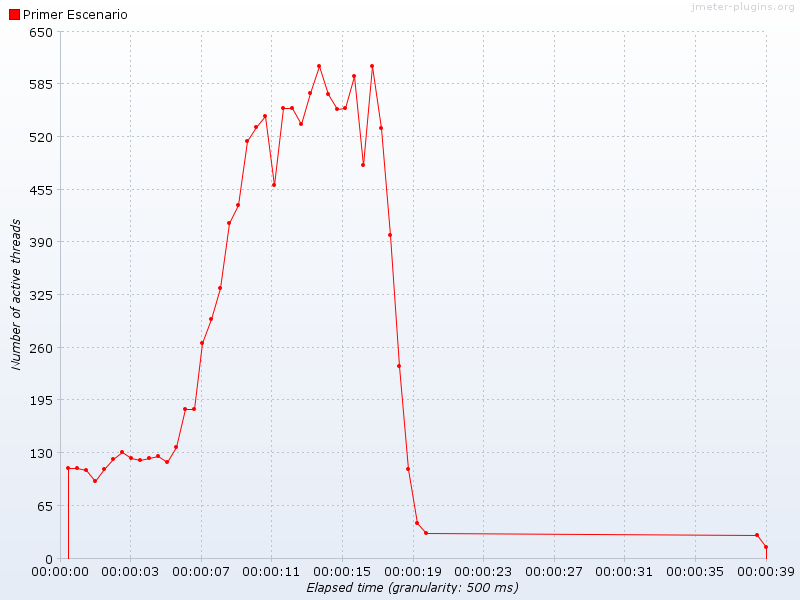 jmeter-plugins.org
Primer Escenario
650
585
520
455
390
325
260
195
130
65
0
Number of active threads
00:00:00 00:00:03 00:00:07 00:00:11 00:00:15 00:00:19 00:00:23 00:00:27 00:00:31 00:00:35 00:00:39
Elapsed time (granularity: 500 ms)